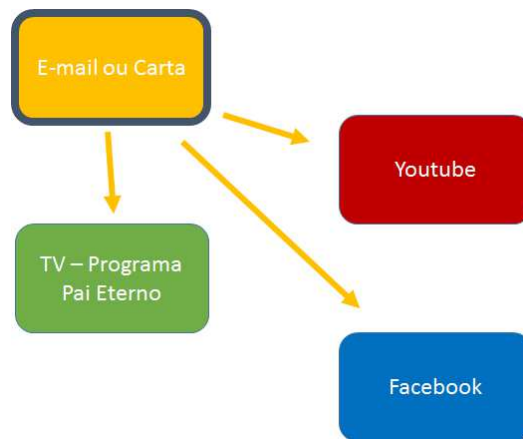 E-mail ou Carta
Youtube
TV – Programa
Pai Eterno
Facebook